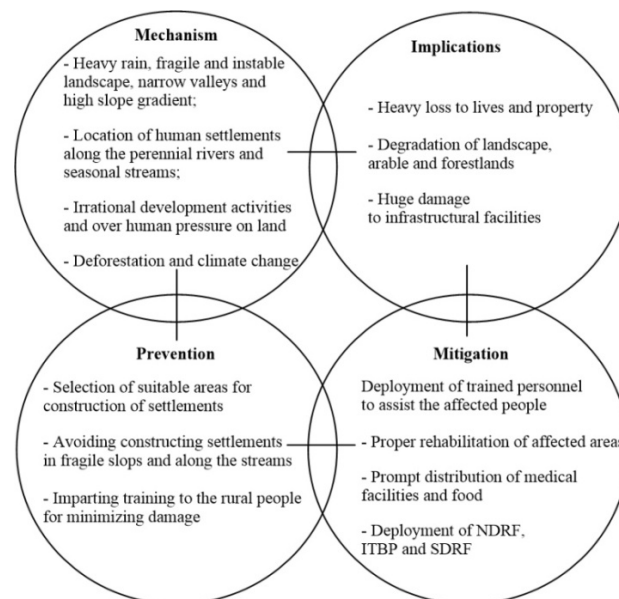 Mechanism
- Heavy rain, fragile and instable
landscape, narrow valleys and
high slope gradient;
- Location of human settlements
along the perennial rivers and
seasonal streams;
- Irrational development activities
and over human pressure on land
- Deforestation and climate change
Implications
- Heavy loss to lives and property
- Degradation of landscape,
arable and forestlands
- Huge damage
to infrastructural facilities
Prevention
- Selection of suitable areas for
construction of settlements
- Avoiding constructing settlements
in fragile slops and along the streams
- Imparting training to the rural people
for minimizing damage
Mitigation
Deployment of trained personnel
to assist the affected people
- Proper rehabilitation of affected areas
- Prompt distribution of medical
facilities and food
- Deployment of NDRF,
ITBP and SDRF